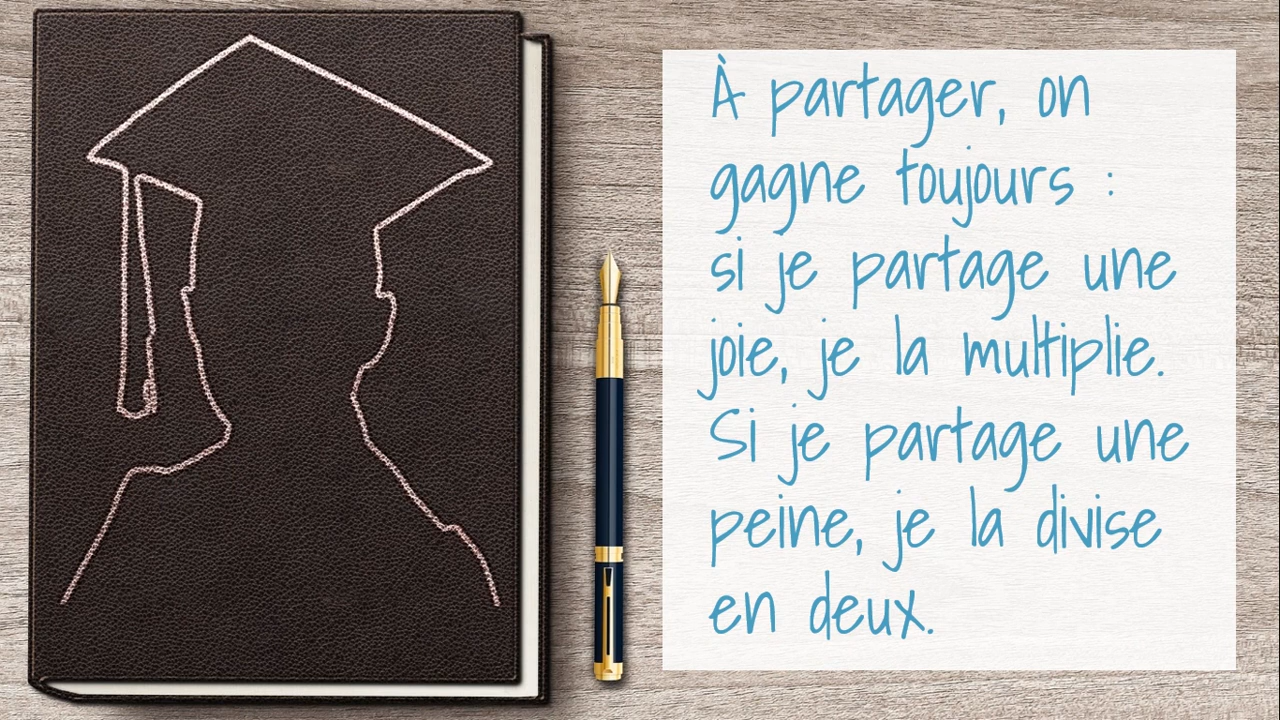 À partager, on
gagne toujours :
si je partage une
joie, je la multiplie.
Si je partage une
peine, je la divise
en deux.